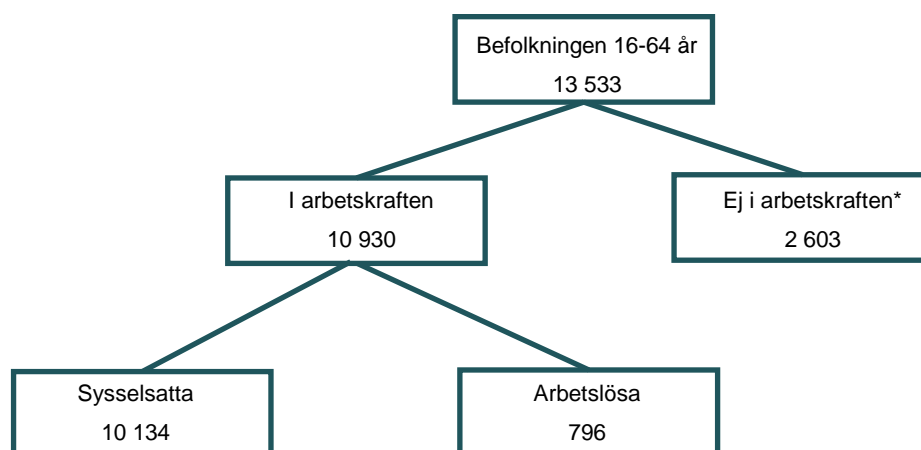 Befolkningen 16-64 år
13 533
I arbetskraften
10 930
Ej i arbetskraften*
2 603
Sysselsatta
10 134
Arbetslösa
796